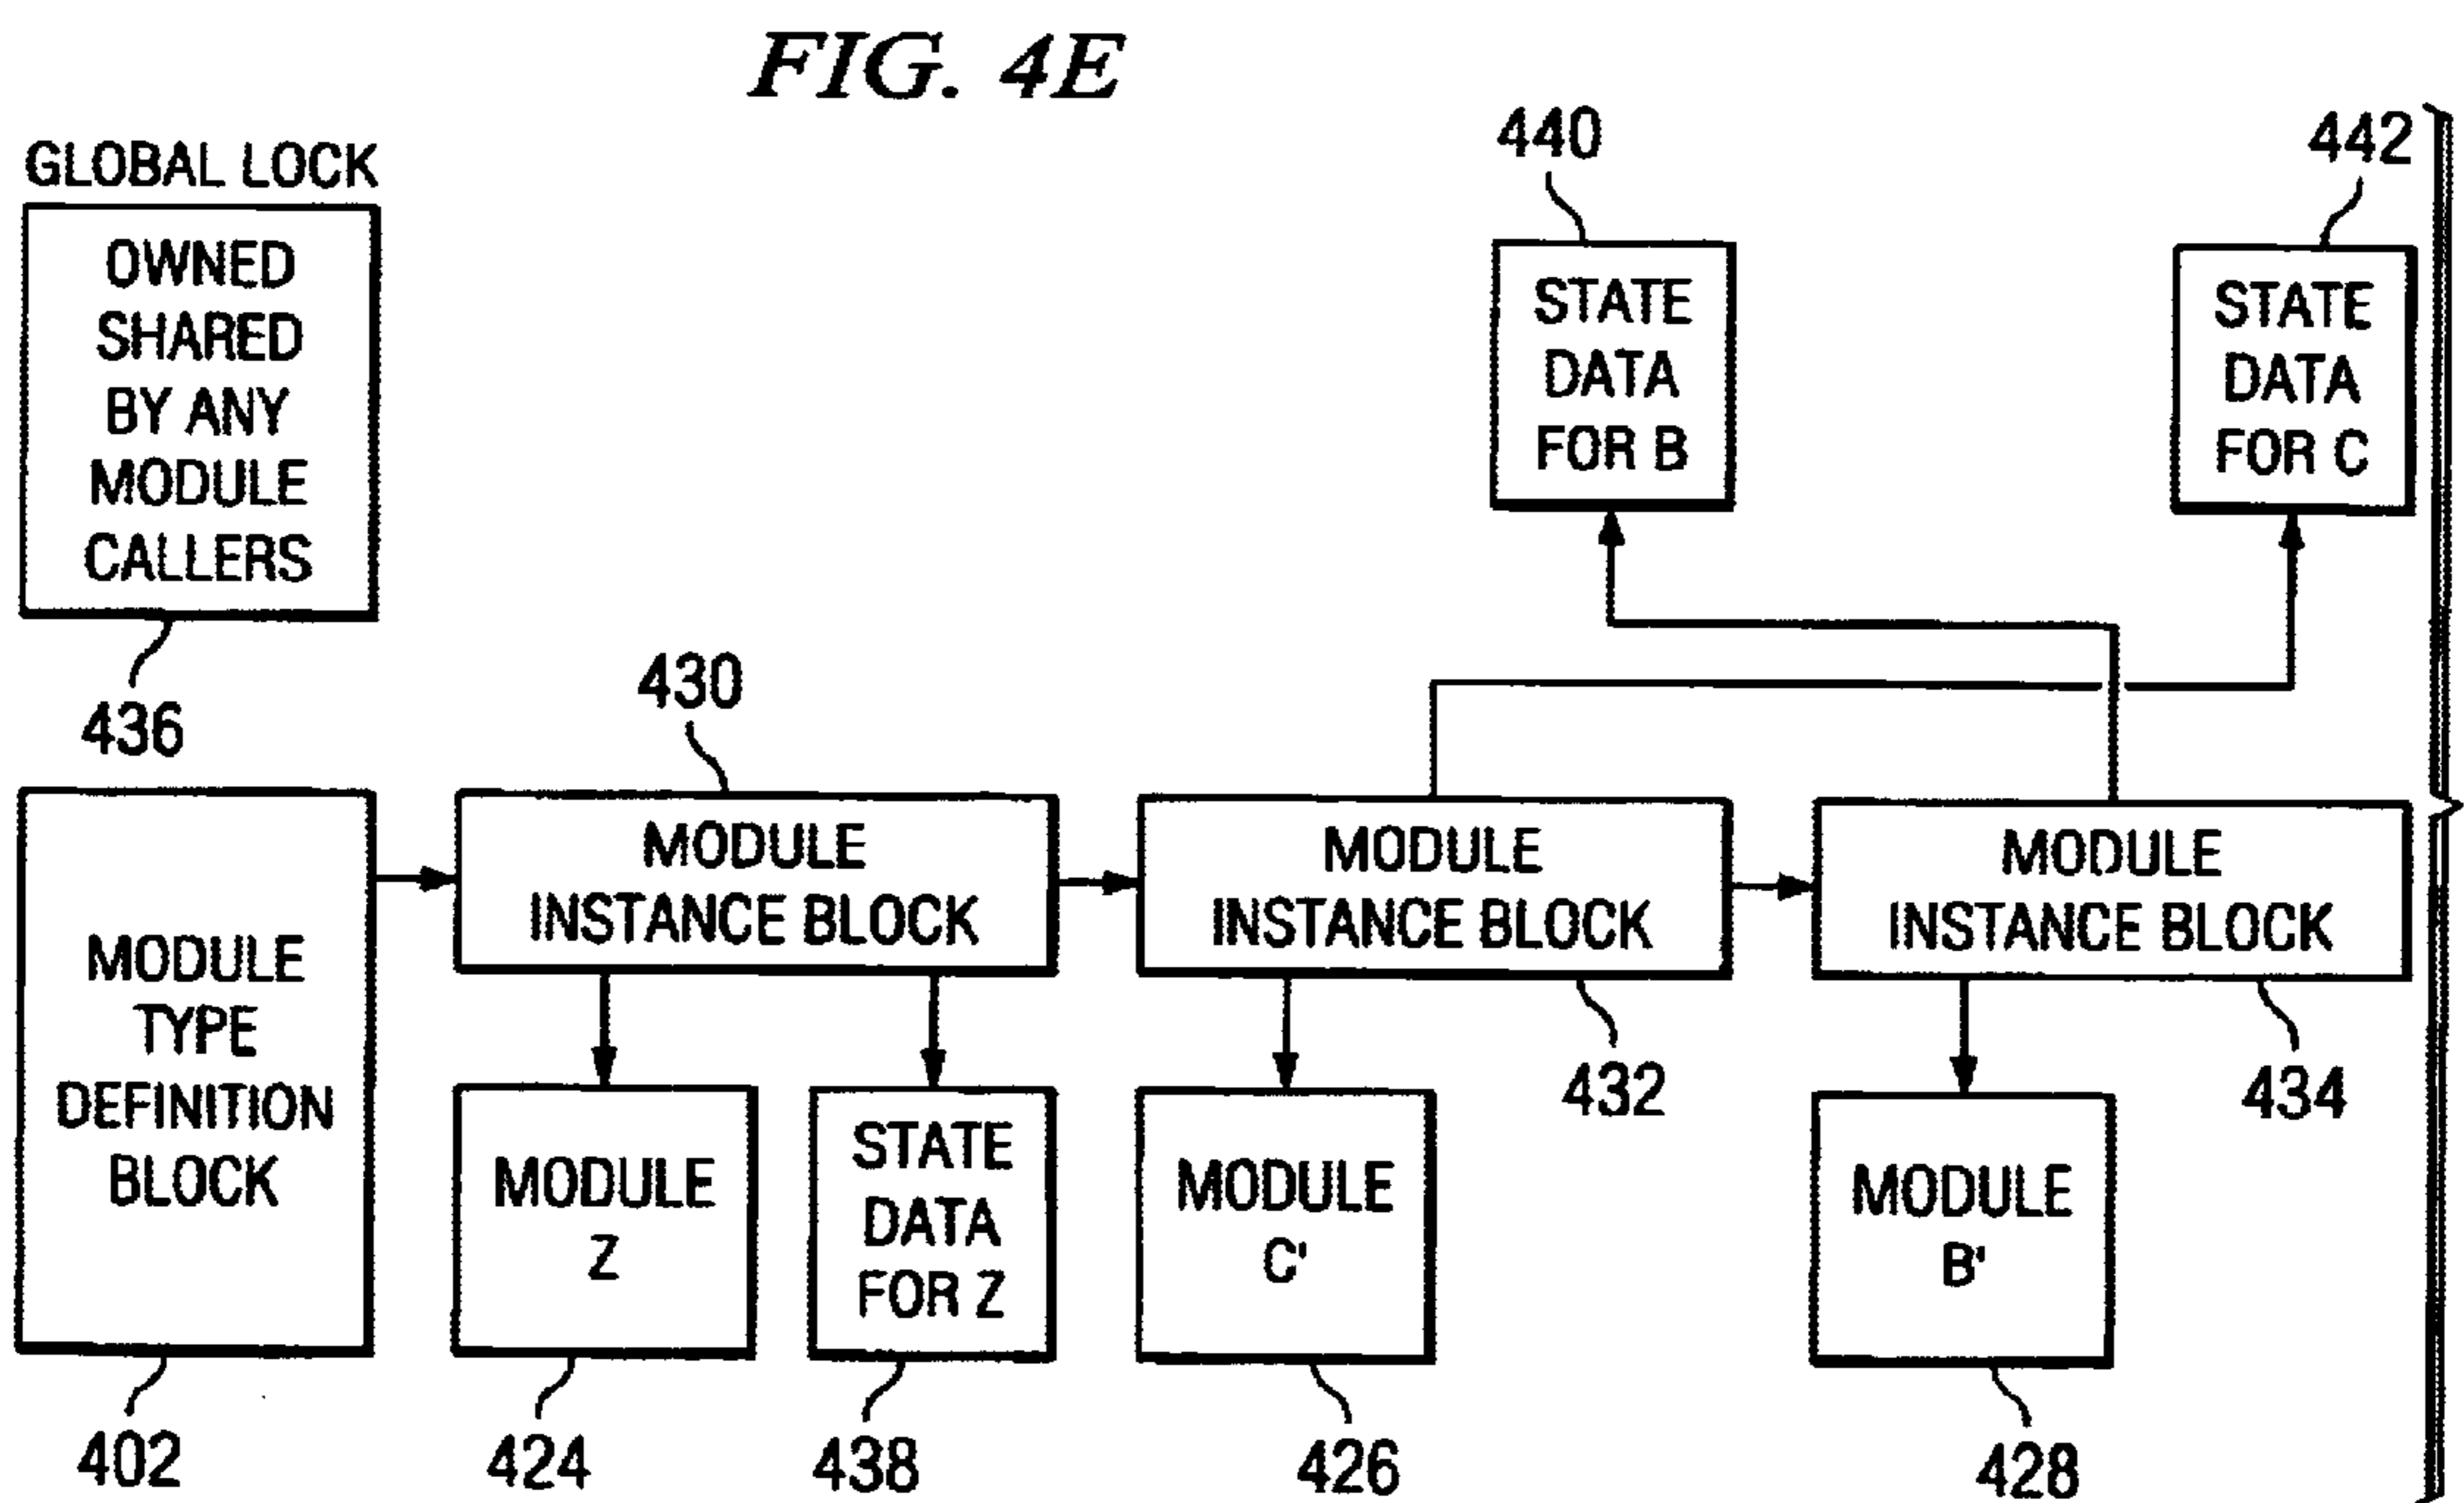 FIG. 4E
GLOBAL LOCK
OWNED
SHARED
BY ANY
MODULE
CALLERS
436
440
STATE
DATA
FOR B
442
STATE
DATA
FOR C
430
MODULE
TYPE
DEFINITION
BLOCK
402
MODULE
INSTANCE BLOCK
MODULE
INSTANCE BLOCK
432
MODULE
INSTANCE BLOCK
434
MODULE
Z
424
STATE
DATA
FOR Z
438
MODULE
C'
426
MODULE
B'
428